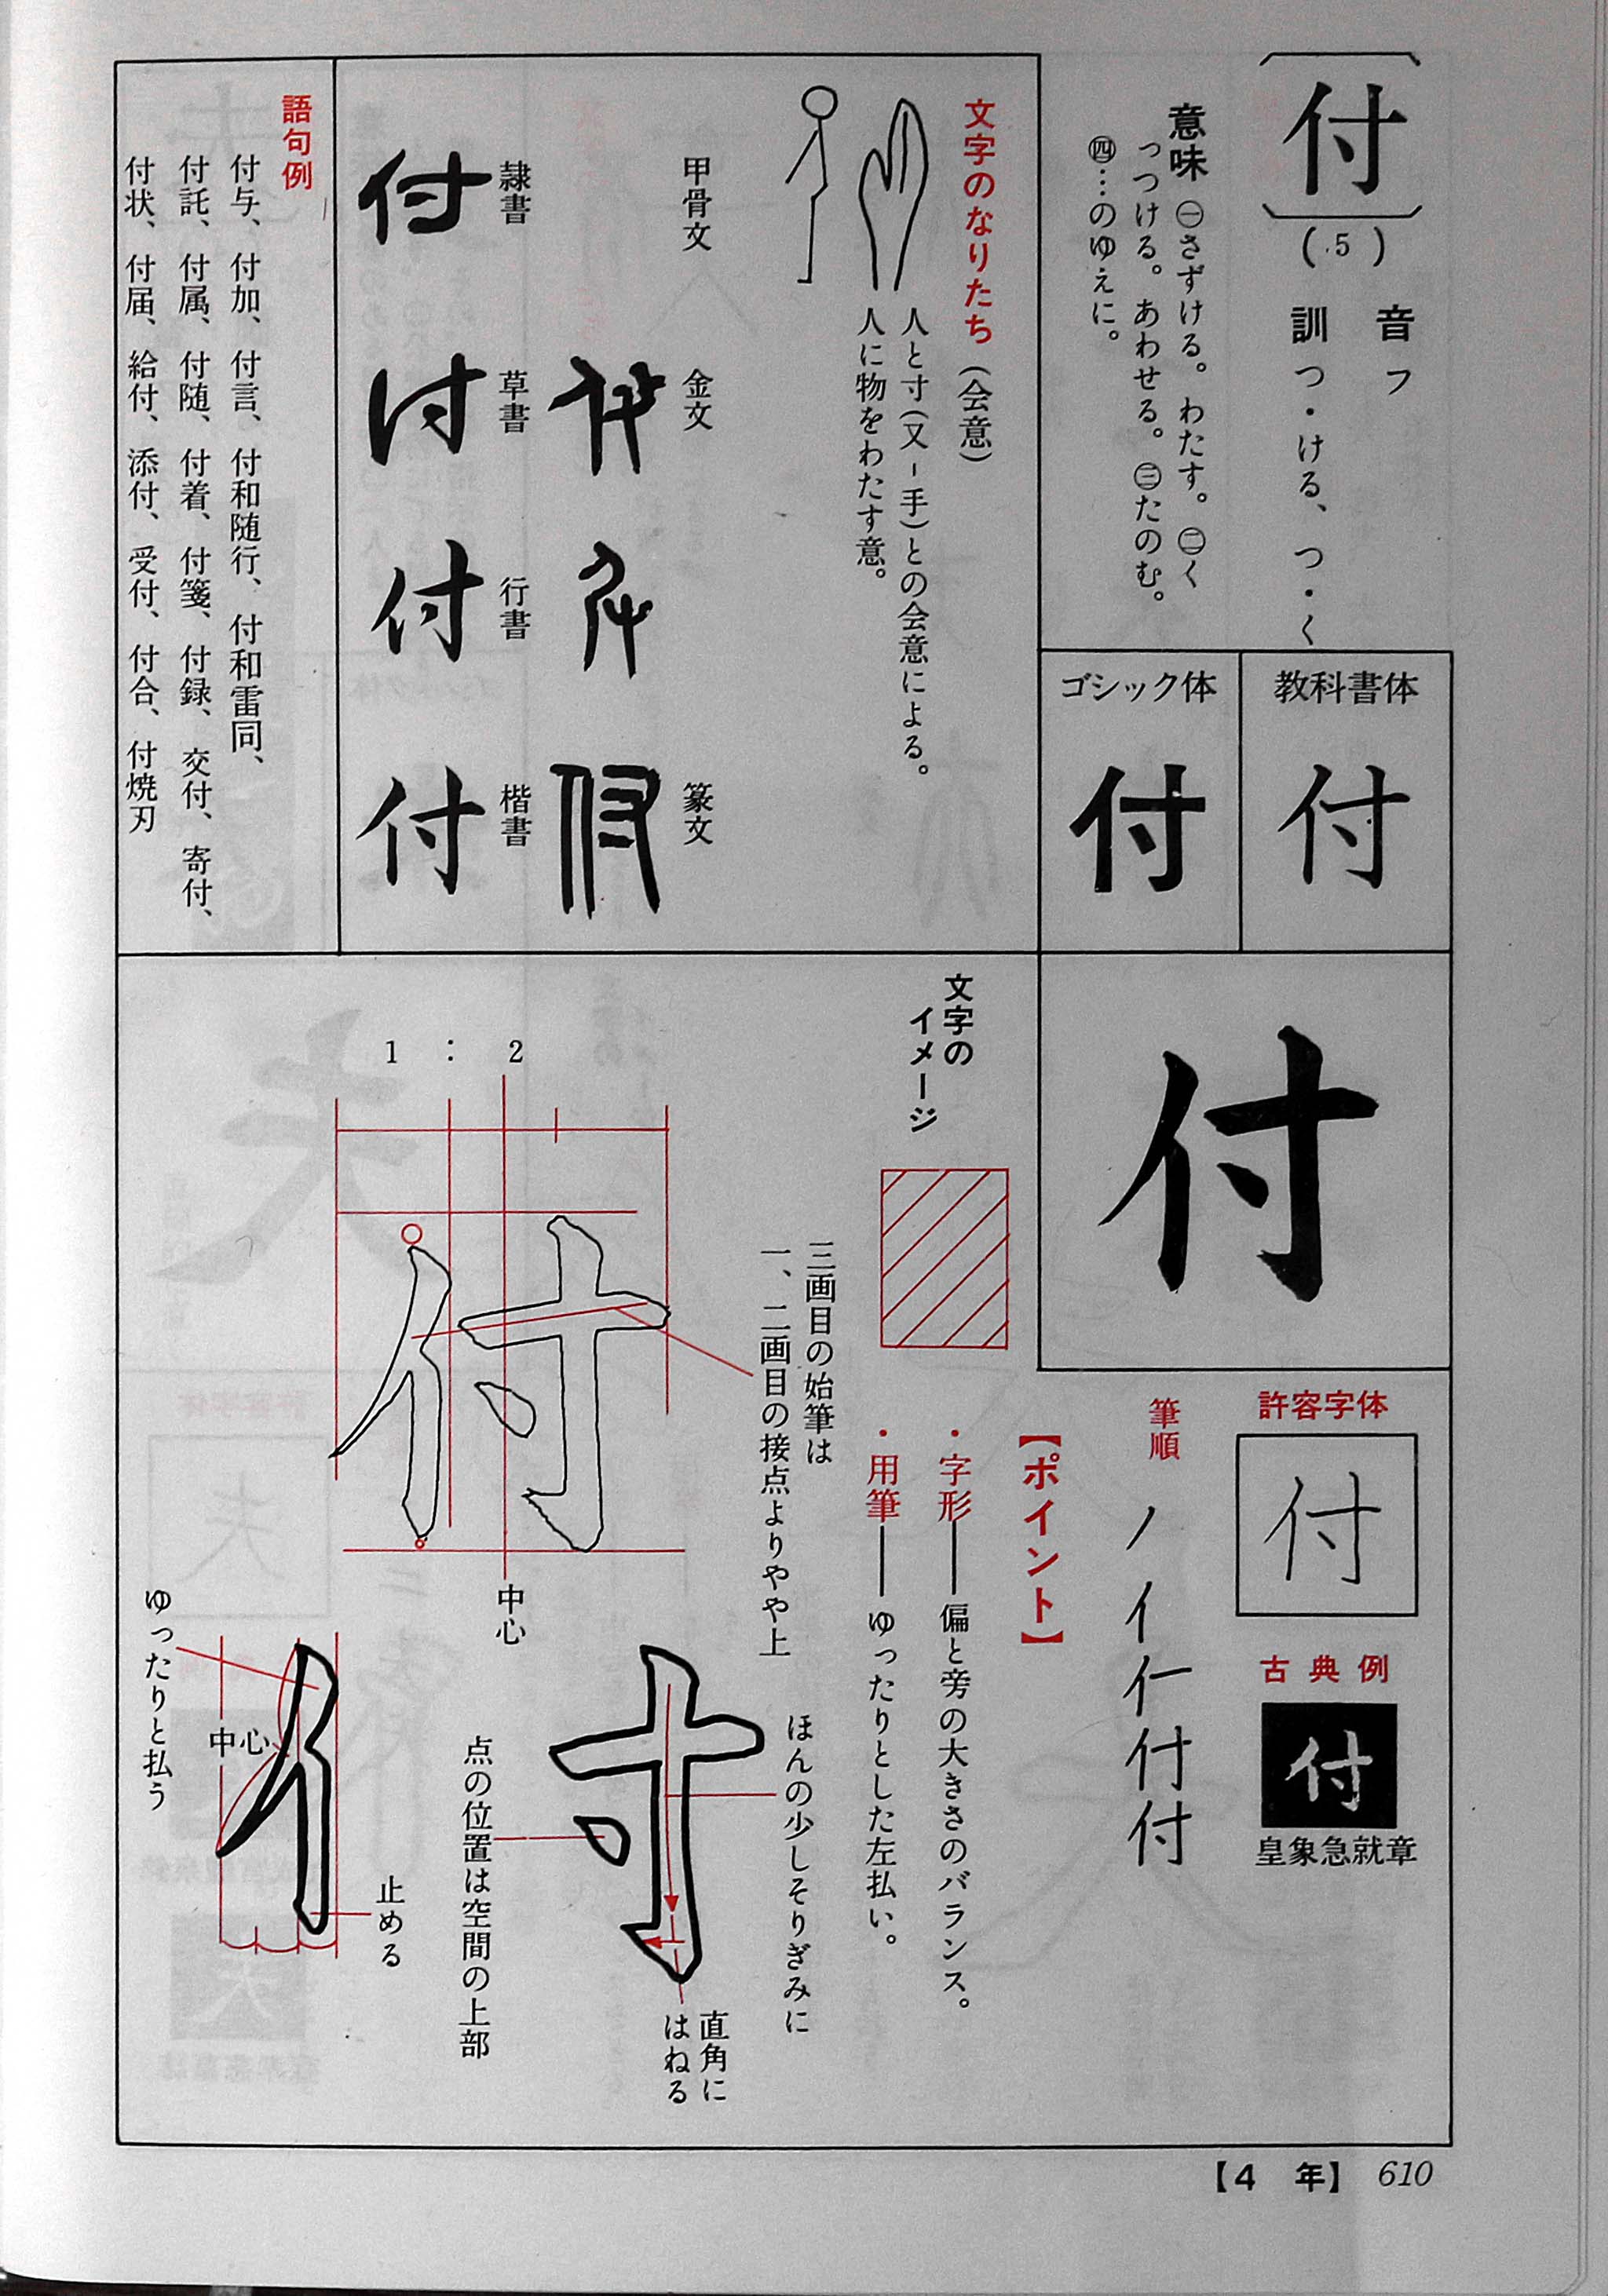 付
(5)
音 フ
訓 つ・ける、つ・く
意味 ㊀さずける。わたす。㊁く
っつける。あわせる。㊂たのむ。
㊃…のゆえに。
教科書体
付
ゴシック体
付
文字のなりたち（会意）
人と寸（又-手）との会意による。
人に物をわたす意。
甲骨文
金文
篆文
隷書
付
草書
付
行書
付
楷書
付
語句例
付与、付加、付言、付和随行、付和雷同、
付託、付属、付随、付着、付箋、付録、交付、寄付、
付状、付届、給付、添付、受付、付合、付焼刃
付
許容字体
付
古典例
付
皇象急就章
筆順
ノ イ 仁 付 付
【ポイント】
・字形――偏と旁の大きさのバランス。
・用筆――ゆったりとした左払い。
文字の
イメージ
1 : 2
付
三画目の始筆は
一、二画目の接点よりやや上
中心
寸
ほんの少しそりぎみに
直角に
はねる
点の位置は空間の上部
止める
中心
ゆったりと払う
【4 年】 610